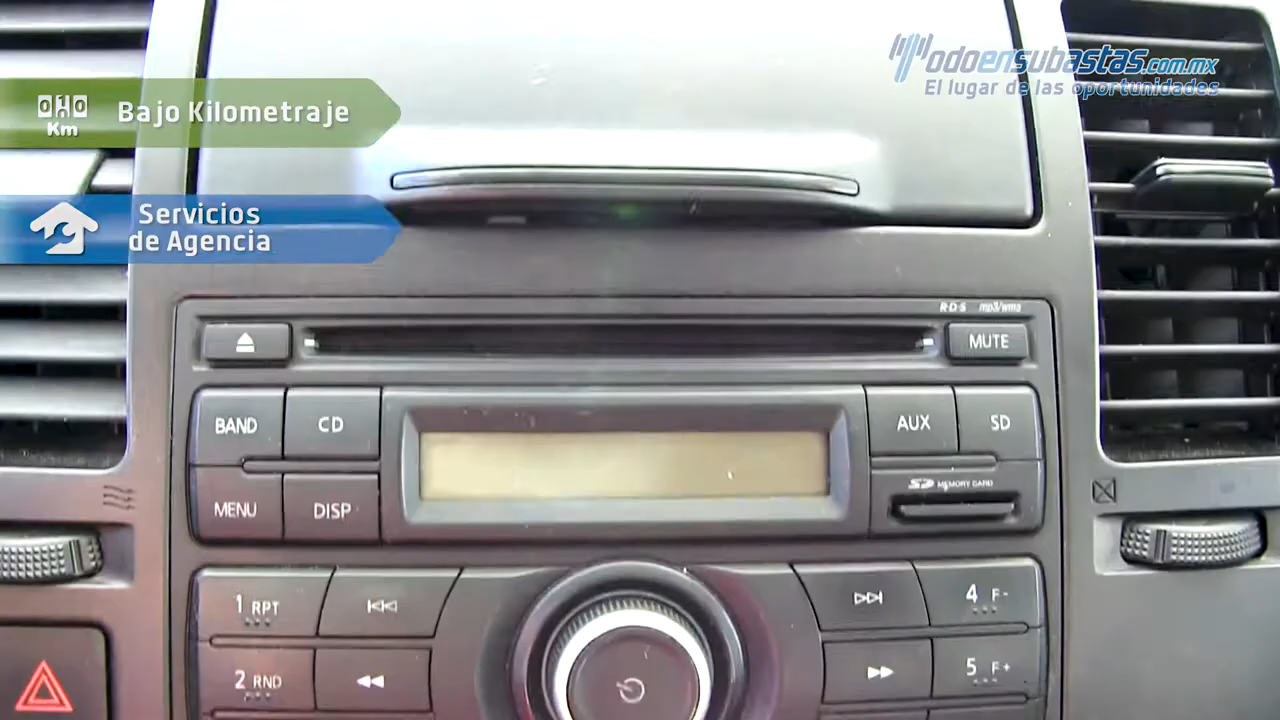 Todoensubastas.com.mx
El lugar de las oportunidades
010
Km
Bajo Kilometraje
Servicios
de Agencia
R·D·S mp3/wma
MUTE
BAND
CD
AUX
SD
MENU
DISP
SD MEMORY CARD
1 RPT
4 F-
2 RND
5 F+